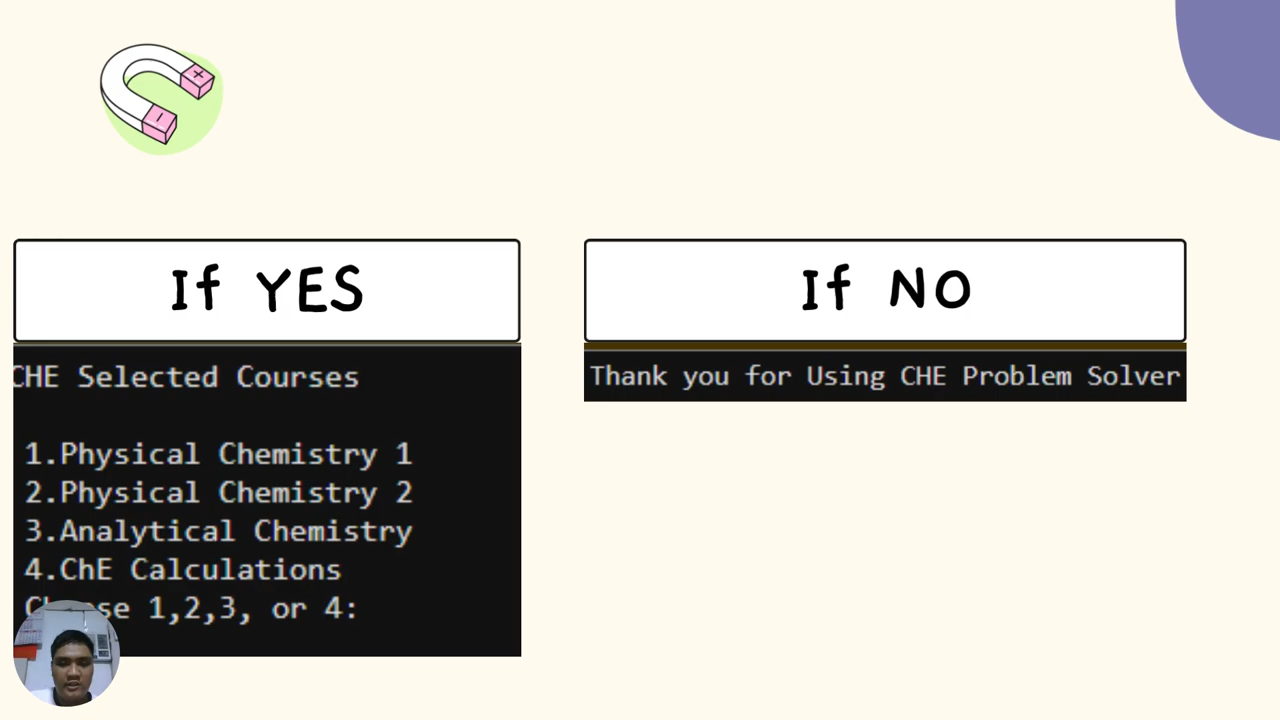 If YES
CHE Selected Courses
1.Physical Chemistry 1
2.Physical Chemistry 2
3.Analytical Chemistry
4.ChE Calculations
1,2,3, or 4:
If NO
Thank you for Using CHE Problem Solver